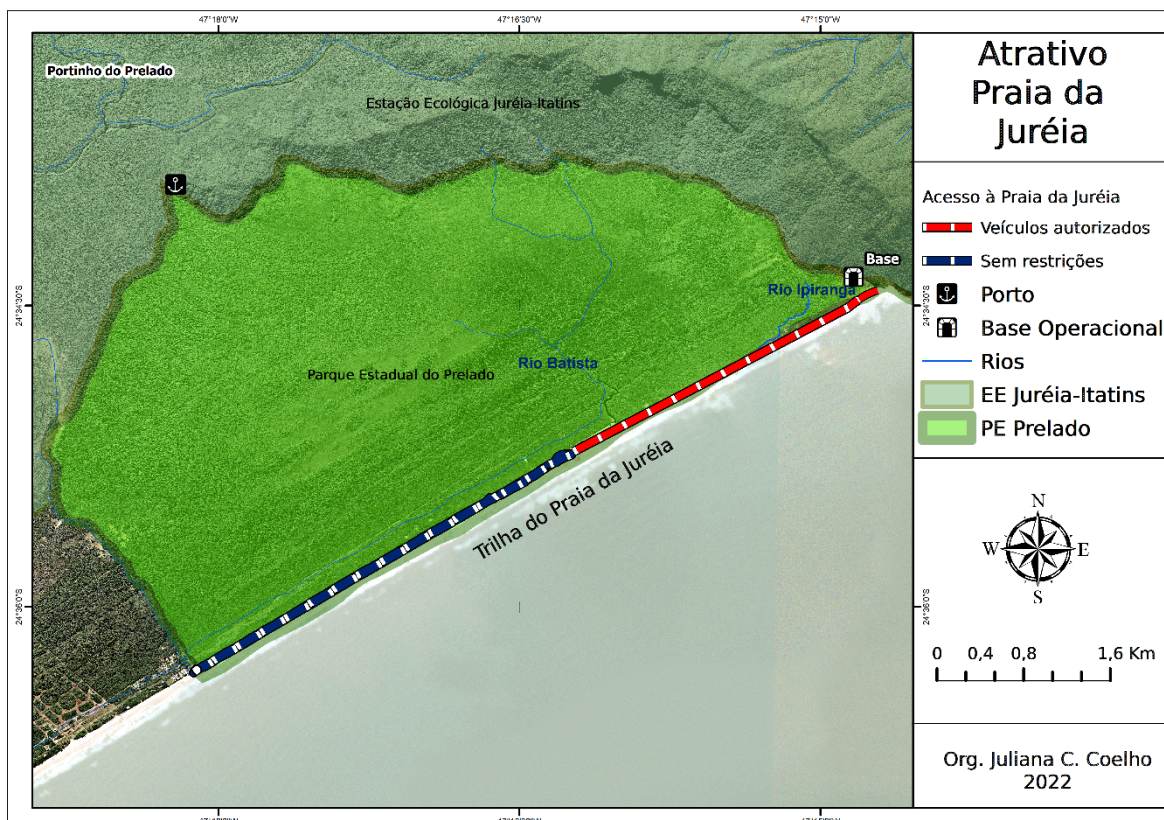 47°18'0"W
47°16'30"W
47°15'0"W
Portinho do Prelado
Estação Ecológica Juréia-Itatins
Base
Rio Ipiranga
24°34'30"S
24°34'30"S
Rio Batista
Parque Estadual do Prelado
Trilha do Praia da Juréia
24°36'0"S
24°36'0"S
Atrativo
Praia da
Juréia
Acesso à Praia da Juréia
Veículos autorizados
Sem restrições
Porto
Base Operacional
Rios
EE Juréia-Itatins
PE Prelado
N
W
E
S
0 0,4 0,8 1,6 Km
Org. Juliana C. Coelho
2022